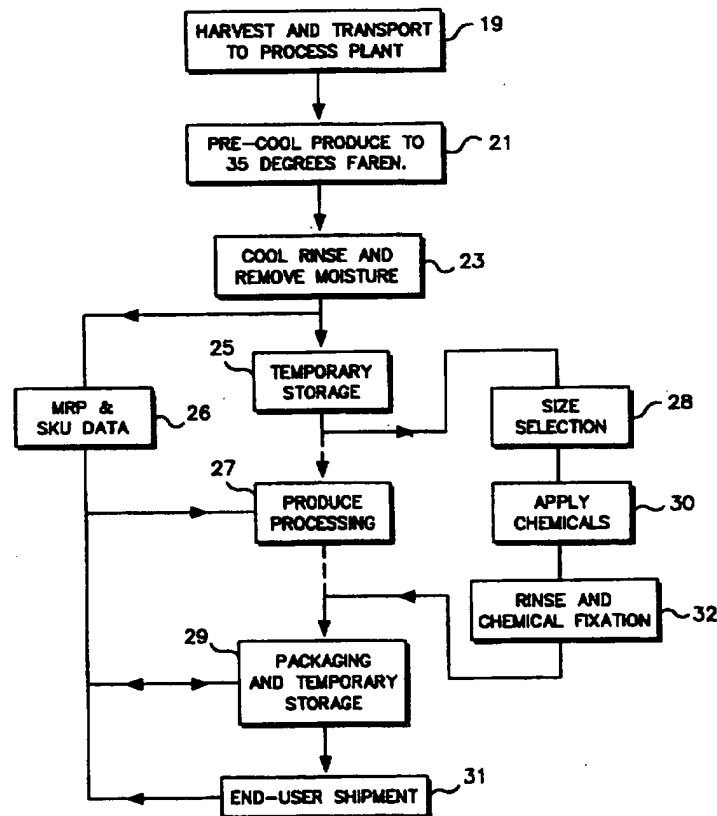 HARVEST AND TRANSPORT
TO PROCESS PLANT
19
PRE-COOL PRODUCE TO
35 DEGREES FAREN.
21
COOL RINSE AND
REMOVE MOISTURE
23
25
TEMPORARY
STORAGE
MRP &
SKU DATA
26
SIZE
SELECTION
28
27
PRODUCE
PROCESSING
APPLY
CHEMICALS
30
RINSE AND
CHEMICAL FIXATION
32
29
PACKAGING
AND TEMPORARY
STORAGE
END-USER SHIPMENT
31